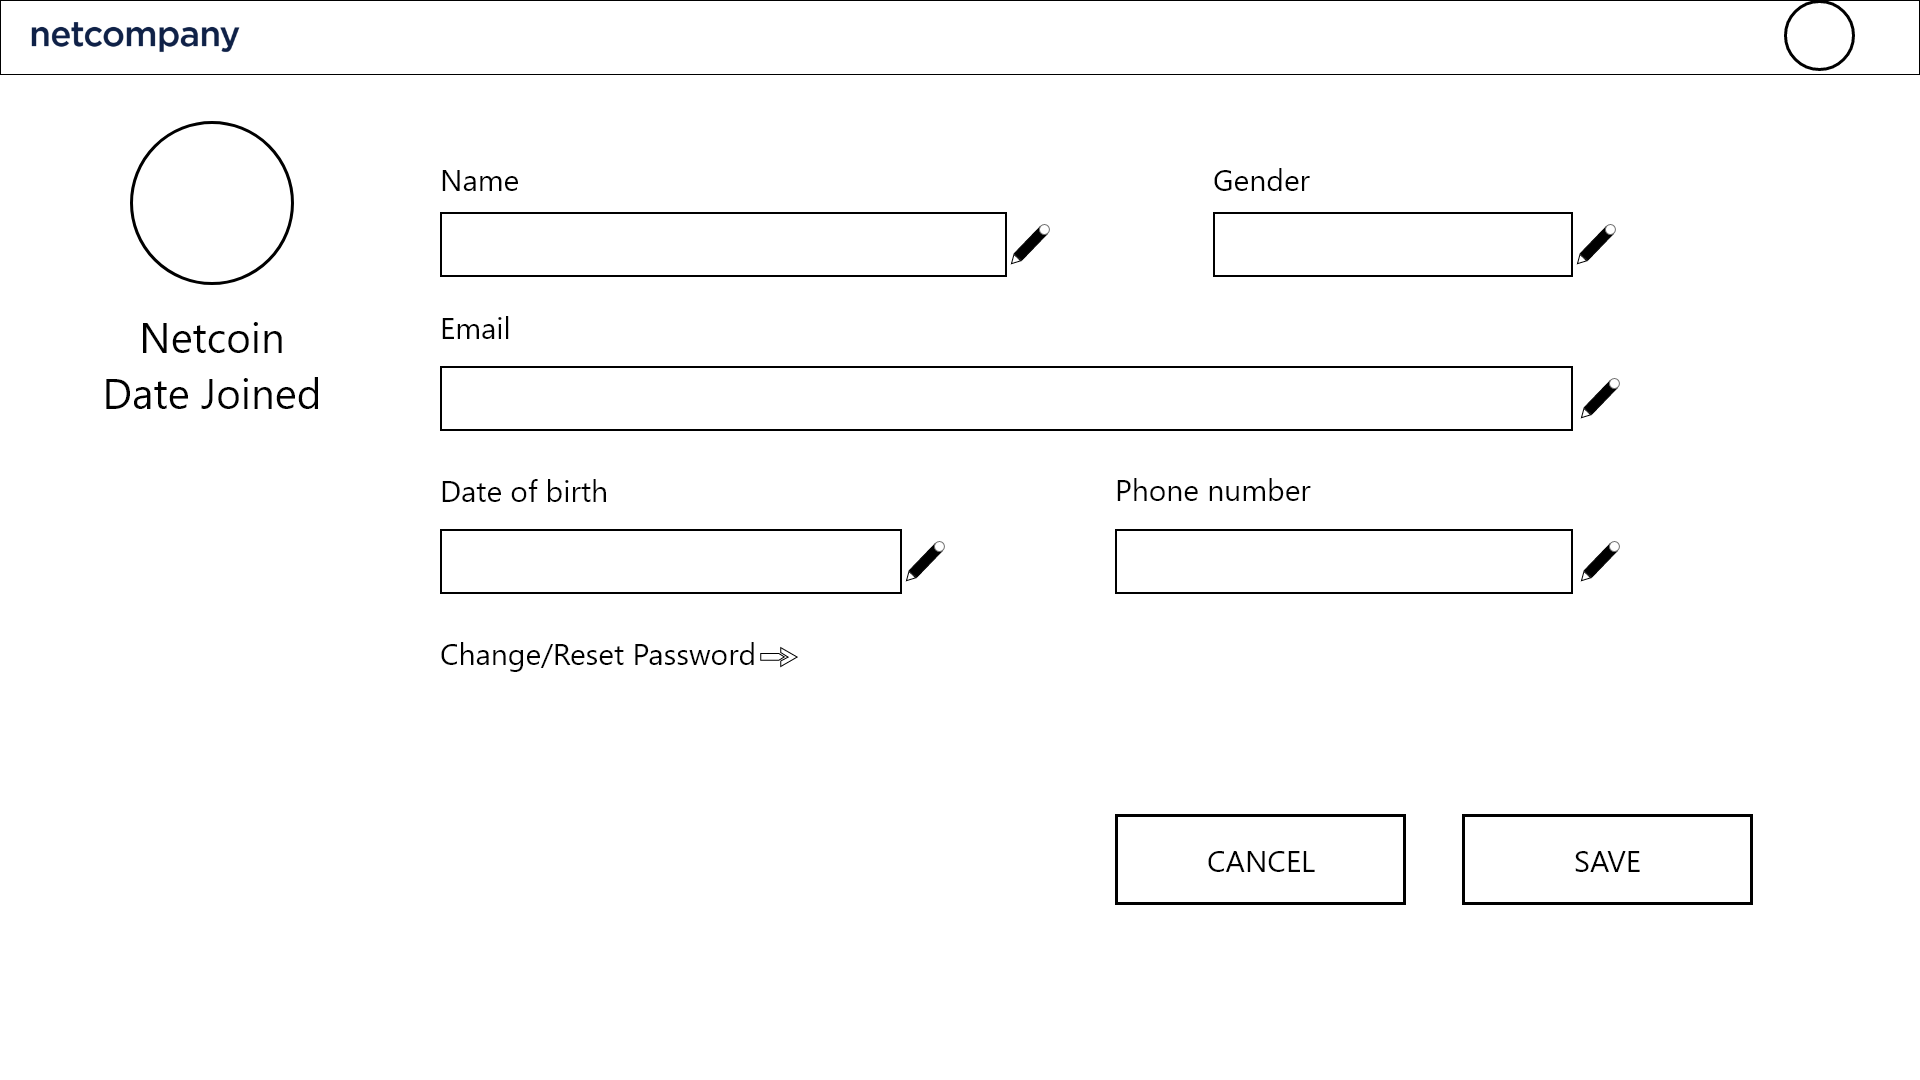 netcompany
Netcoin
Date Joined
Name
Gender
Email
Date of birth
Phone number
Change/Reset Password
CANCEL
SAVE